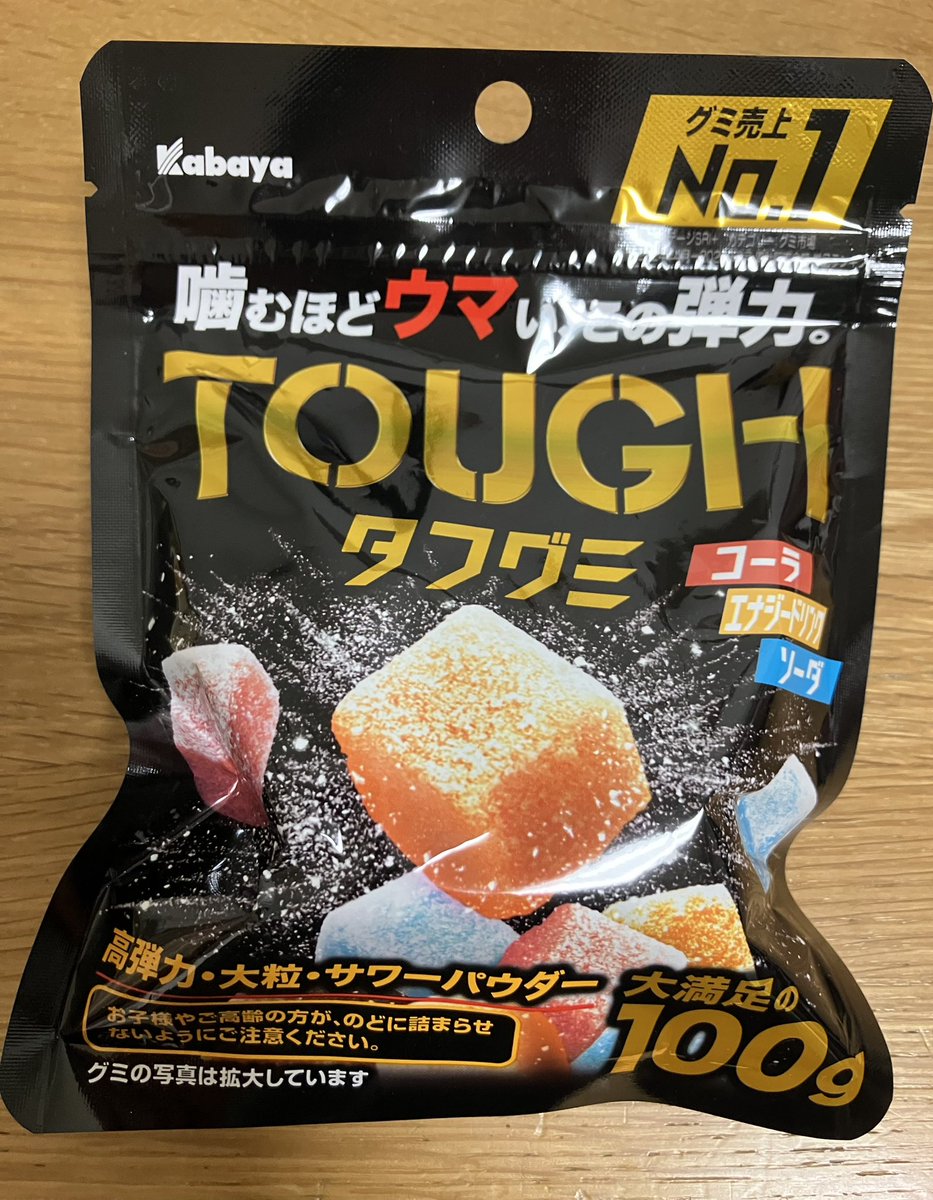 Kabaya
グミ売上
No.1
噛むほどウマい、この弾力。
TOUGH
タフグミ
コーラ
エナジードリンク
ソーダ
高弾力・大粒・サワーパウダー
お子様やご高齢の方が、のどに詰まらせ
ないようにご注意ください。
グミの写真は拡大しています
大満足の
100g